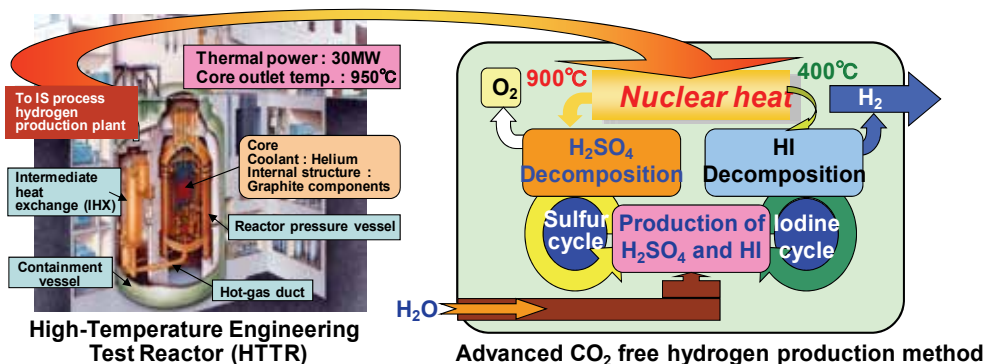 Thermal power : 30MW
Core outlet temp. : 950℃
To IS process
hydrogen
production plant
Core
Coolant : Helium
Internal structure :
Graphite components
Intermediate
heat
exchange (IHX)
Reactor pressure vessel
Containment
vessel
Hot-gas duct
High-Temperature Engineering
Test Reactor (HTTR)
900℃
400℃
O₂
Nuclear heat
H₂
H₂SO₄
Decomposition
HI
Decomposition
Sulfur
cycle
Production of
H₂SO₄ and HI
Iodine
cycle
H₂O
Advanced CO₂ free hydrogen production method